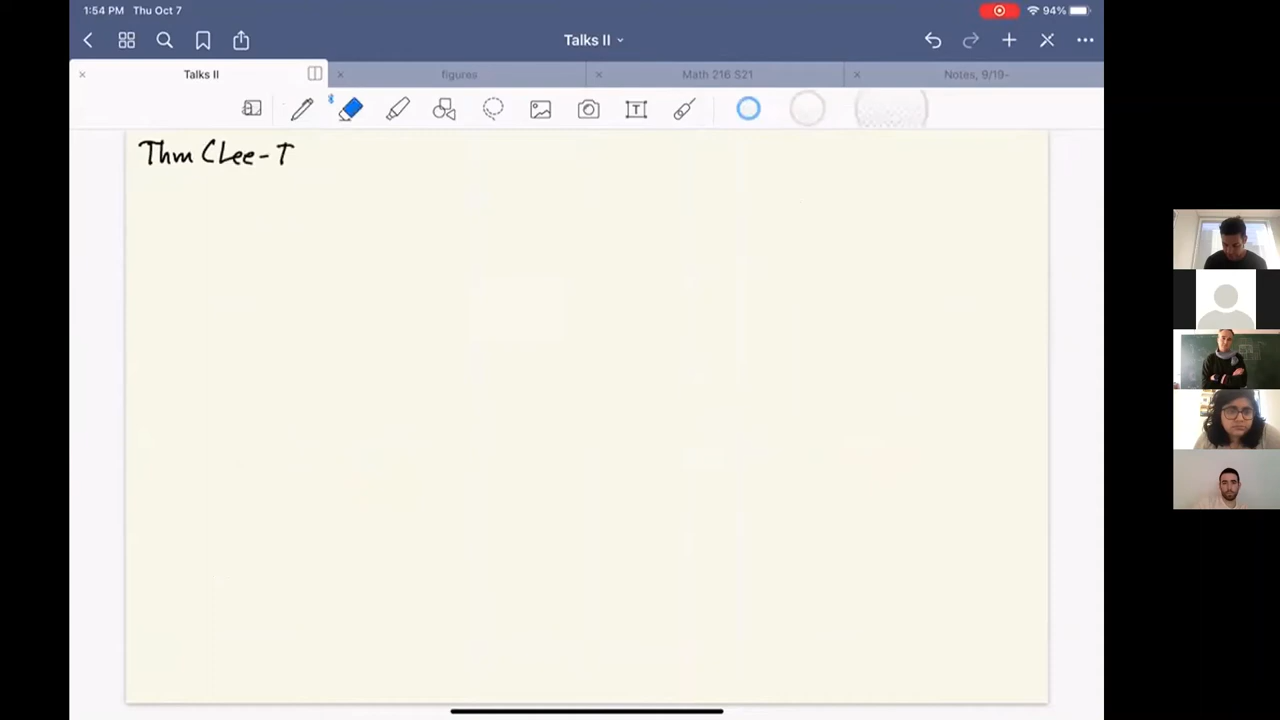 1:54 PM Thu Oct 7
94%
Talks II
Talks II
figures
Math 216 S21
Notes, 9/19-
T
Thm CLee-T